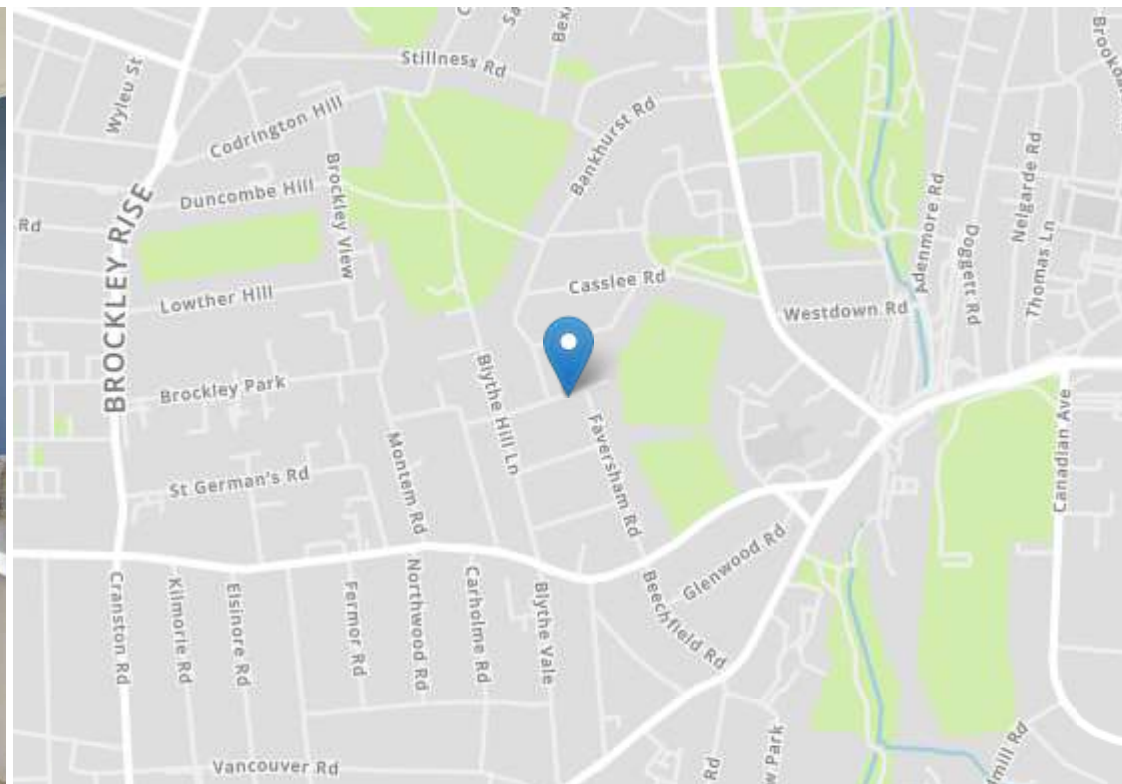 Stillness Rd
Wyleu St
Codrington Hill
Bankhurst Rd
Duncombe Hill
Brockley View
Rd
BROCKLEY RISE
Lowther Hill
Casslee Rd
Westdown Rd
Adenmore Rd
Doggett Rd
Nelgarde Rd
Thomas Ln
Brockley Park
Blythe Hill Ln
Faversham Rd
Montem Rd
St German's Rd
Canadian Ave
Glenwood Rd
Beechfield Rd
Cranston Rd
Kilmorie Rd
Elsinore Rd
Fermor Rd
Northwood Rd
Carholme Rd
Blythe Vale
Vancouver Rd
Rd
Park
mill Rd